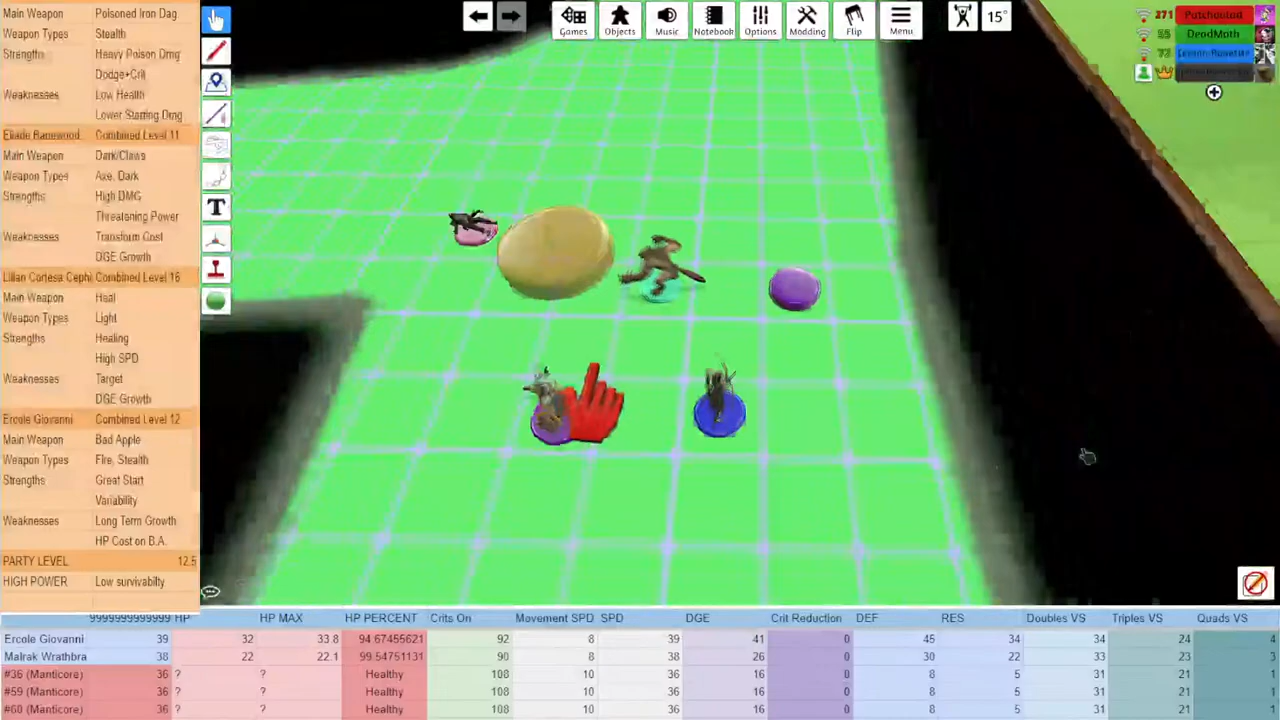 Main Weapon Poisoned Iron Dag
Weapon Types Stealth
Strengths Heavy Poison Dmg
Dodge+Crit
Weaknesses Low Health
Lower Starting Dmg
Combined Level 11
Main Weapon Dark/Claws
Weapon Types Axe, Dark
Strengths High DMG
Threatening Power
Weaknesses Transform Cost
DGE Growth
Lilian Cortesa Ceph Combined Level 16
Main Weapon Heal
Weapon Types Light
Strengths Healing
High SPD
Weaknesses Target
DGE Growth
Ercole Giovanni Combined Level 12
Main Weapon Bad Apple
Weapon Types Fire, Stealth
Strengths Great Start
Variability
Weaknesses Long Term Growth
HP Cost on B.A.
PARTY LEVEL 12.5
HIGH POWER Low survivabilty
Games Objects Music Notebook Options Modding Flip Menu 15°
T
271
55 DeodMoth
72
9999999999999 HP HP MAX HP PERCENT Crits On Movement SPD SPD DGE Crit Reduction DEF RES Doubles VS Triples VS Quads VS
Ercole Giovanni 39 32 33.8 94.67455621 92 8 39 41 0 45 34 34 24 4
Malrak Wrathbra 38 22 22.1 99.54751131 90 8 38 26 0 30 22 33 23 3
#36 (Manticore) 36 ? ? Healthy 108 10 36 16 0 8 5 31 21 1
#59 (Manticore) 36 ? ? Healthy 108 10 36 16 0 8 5 31 21 1
#60 (Manticore) 36 ? ? Healthy 108 10 36 16 0 8 5 31 21 1